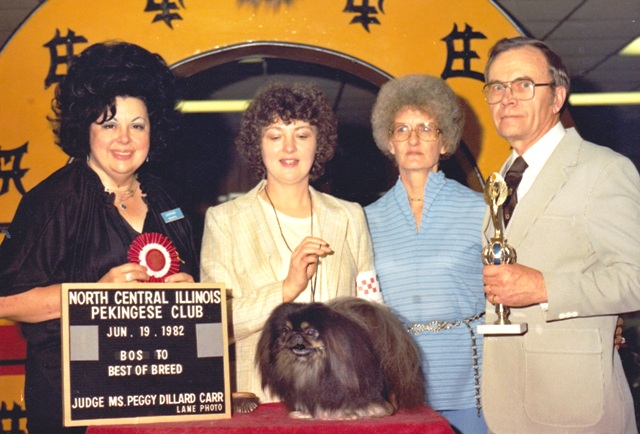 NORTH CENTRAL ILLINOIS
PEKINGESE CLUB
JUN. 19. 1982
BOS TO
BEST OF BREED
JUDGE MS. PEGGY DILLARD CARR
LANE PHOTO